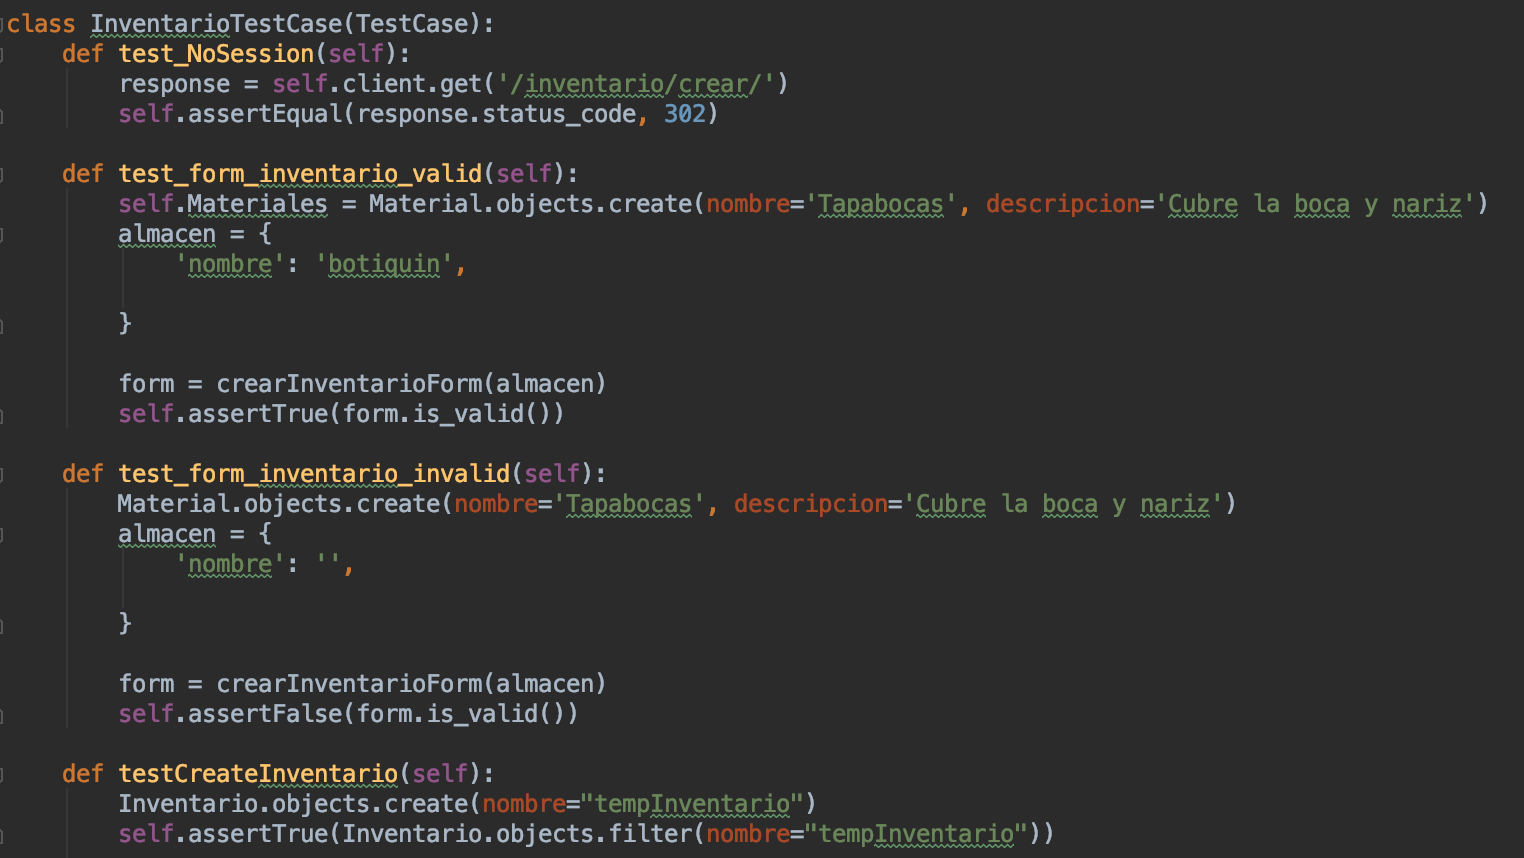 class InventarioTestCase(TestCase):
    def test_NoSession(self):
        response = self.client.get('/inventario/crear/')
        self.assertEqual(response.status_code, 302)

    def test_form_inventario_valid(self):
        self.Materiales = Material.objects.create(nombre='Tapabocas', descripcion='Cubre la boca y nariz')
        almacen = {
            'nombre': 'botiquin',

        }

        form = crearInventarioForm(almacen)
        self.assertTrue(form.is_valid())

    def test_form_inventario_invalid(self):
        Material.objects.create(nombre='Tapabocas', descripcion='Cubre la boca y nariz')
        almacen = {
            'nombre': '',

        }

        form = crearInventarioForm(almacen)
        self.assertFalse(form.is_valid())

    def testCreateInventario(self):
        Inventario.objects.create(nombre="tempInventario")
        self.assertTrue(Inventario.objects.filter(nombre="tempInventario"))